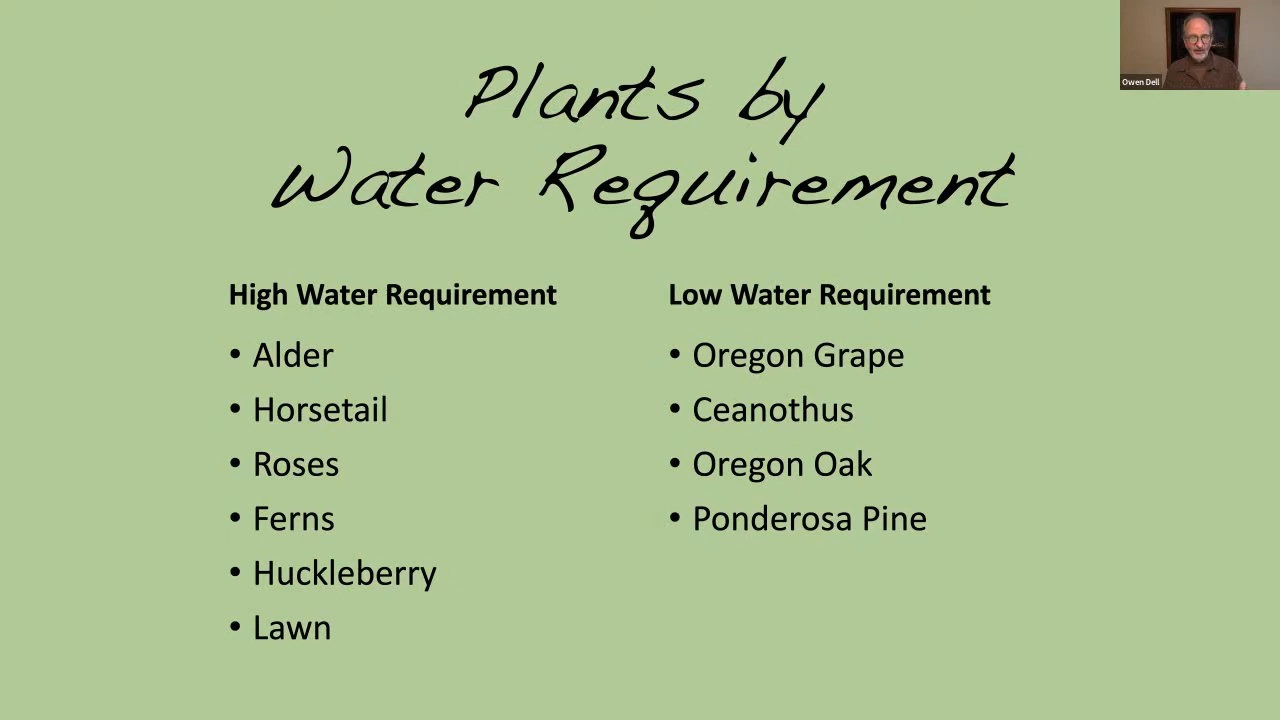 Plants by
Water Requirement
Owen Dell
High Water Requirement
• Alder
• Horsetail
• Roses
• Ferns
• Huckleberry
• Lawn
Low Water Requirement
• Oregon Grape
• Ceanothus
• Oregon Oak
• Ponderosa Pine